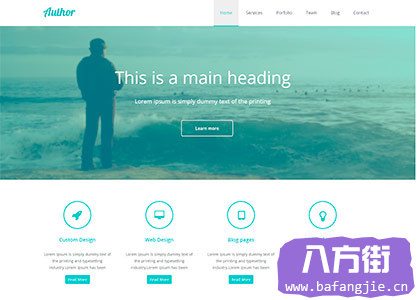 Author
Home Services Portfolio Team Blog Contact
This is a main heading
Lorem ipsum is simply dummy text of the printing
Learn more
Custom Design Web Design Blog pages
Lorem ipsum is simply dummy text of the printing and typesetting Lorem Ipsum has been
Lorem ipsum is simply dummy text of the printing and typesetting Lorem Ipsum has been
Lorem ipsum is simply dummy text of the printing and typesetting Lorem Ipsum has been
Read More Read More Read More
八方街
www.bafangjie.cn